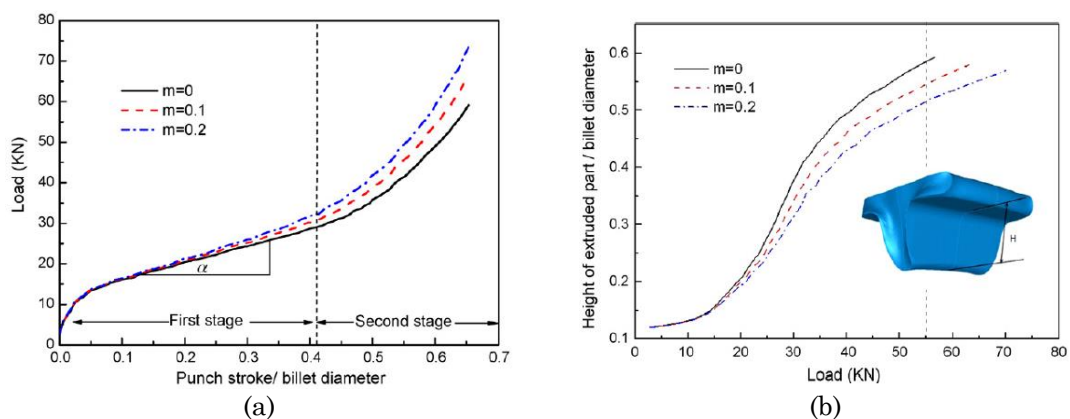 80
70
60
50
40
30
20
10
0
Load (KN)
m=0
m=0.1
m=0.2
α
First stage
Second stage
0.0 0.1 0.2 0.3 0.4 0.5 0.6 0.7
Punch stroke/ billet diameter
(a)
(b)
0.6
0.5
0.4
0.3
0.2
0.1
Height of extruded part / billet diameter
m=0
m=0.1
m=0.2
H
0 10 20 30 40 50 60 70 80
Load (KN)
(b)